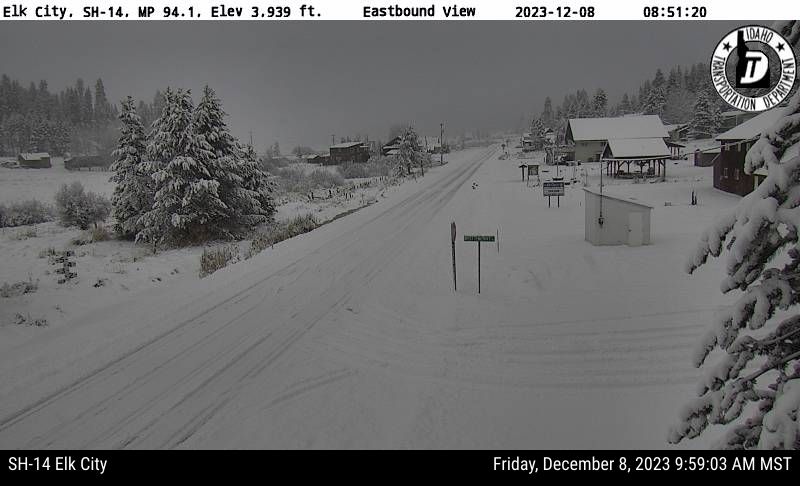 Elk City, SH-14, MP 94.1, Elev 3,939 ft. Eastbound View 2023-12-08 08:51:20
IDAHO
TRANSPORTATION DEPARTMENT
SH-14 Elk City Friday, December 8, 2023 9:59:03 AM MST